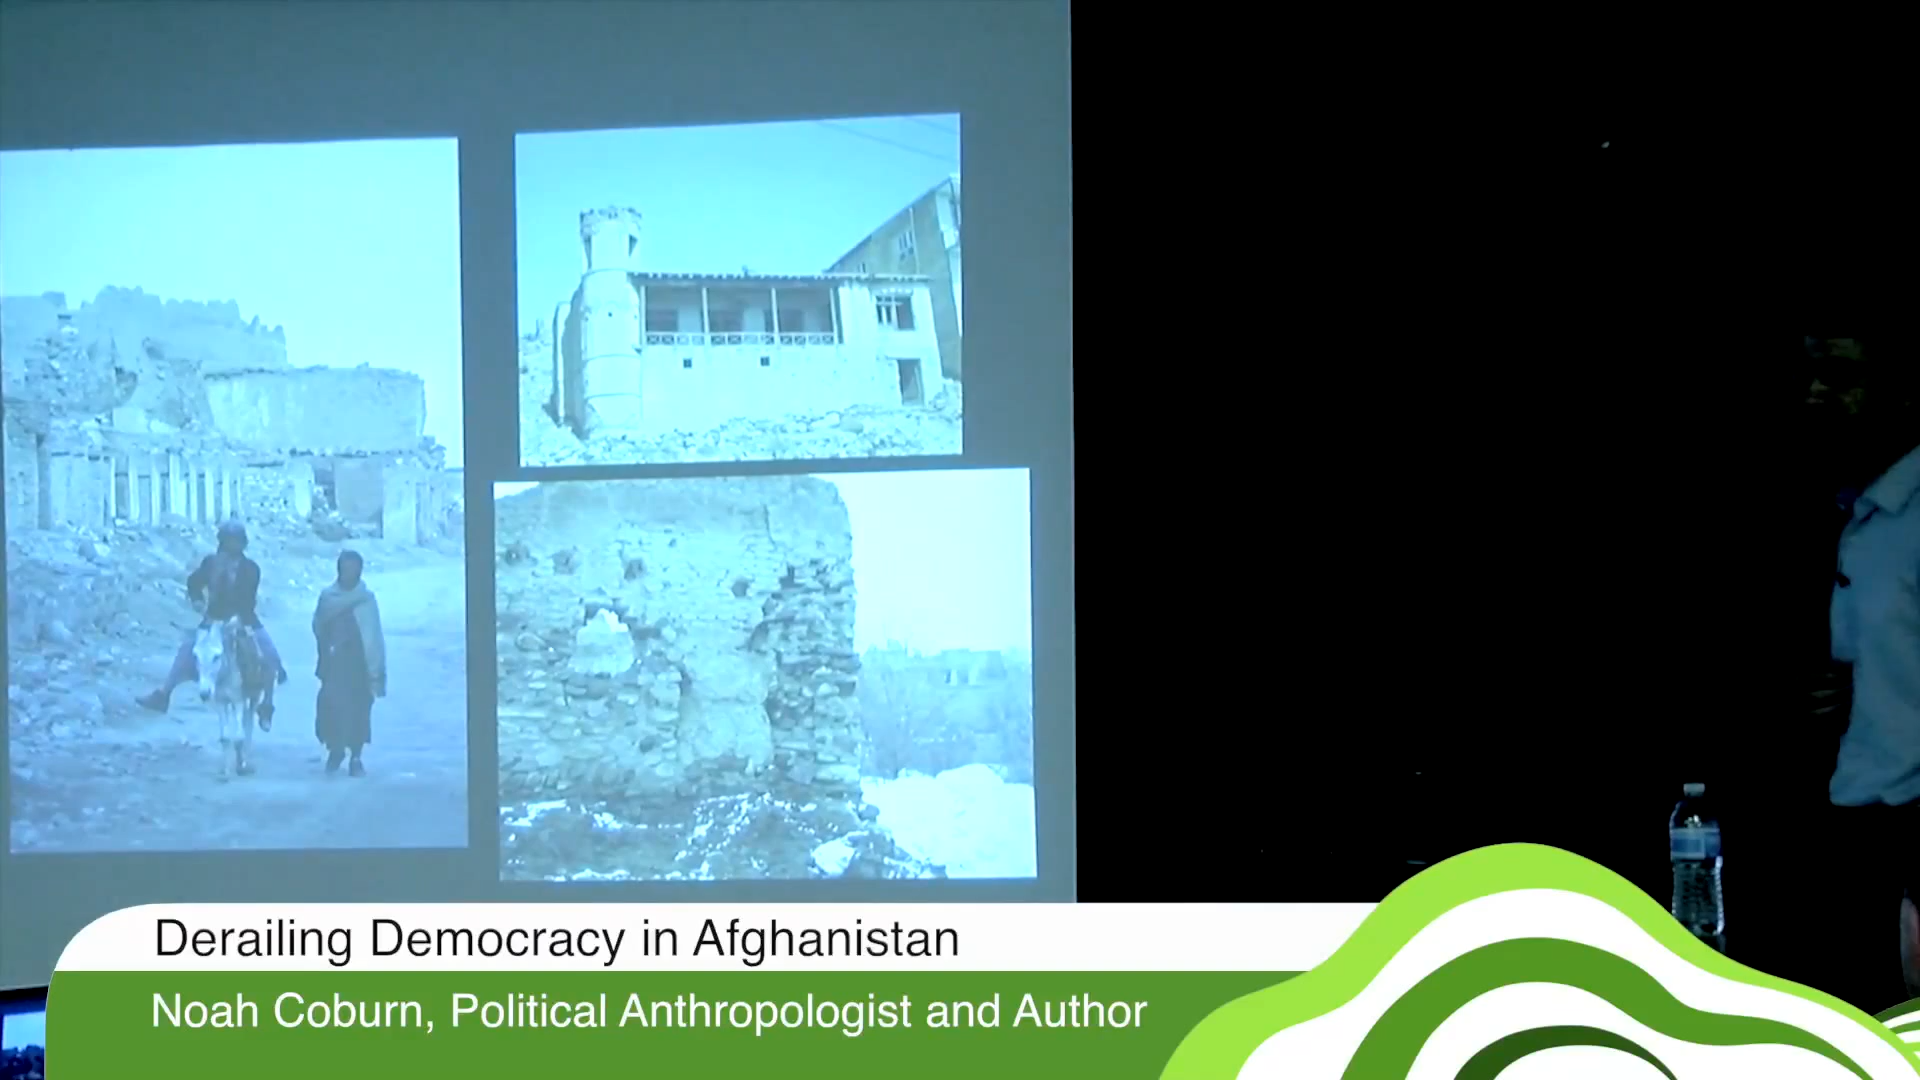 Derailing Democracy in Afghanistan
Noah Coburn, Political Anthropologist and Author